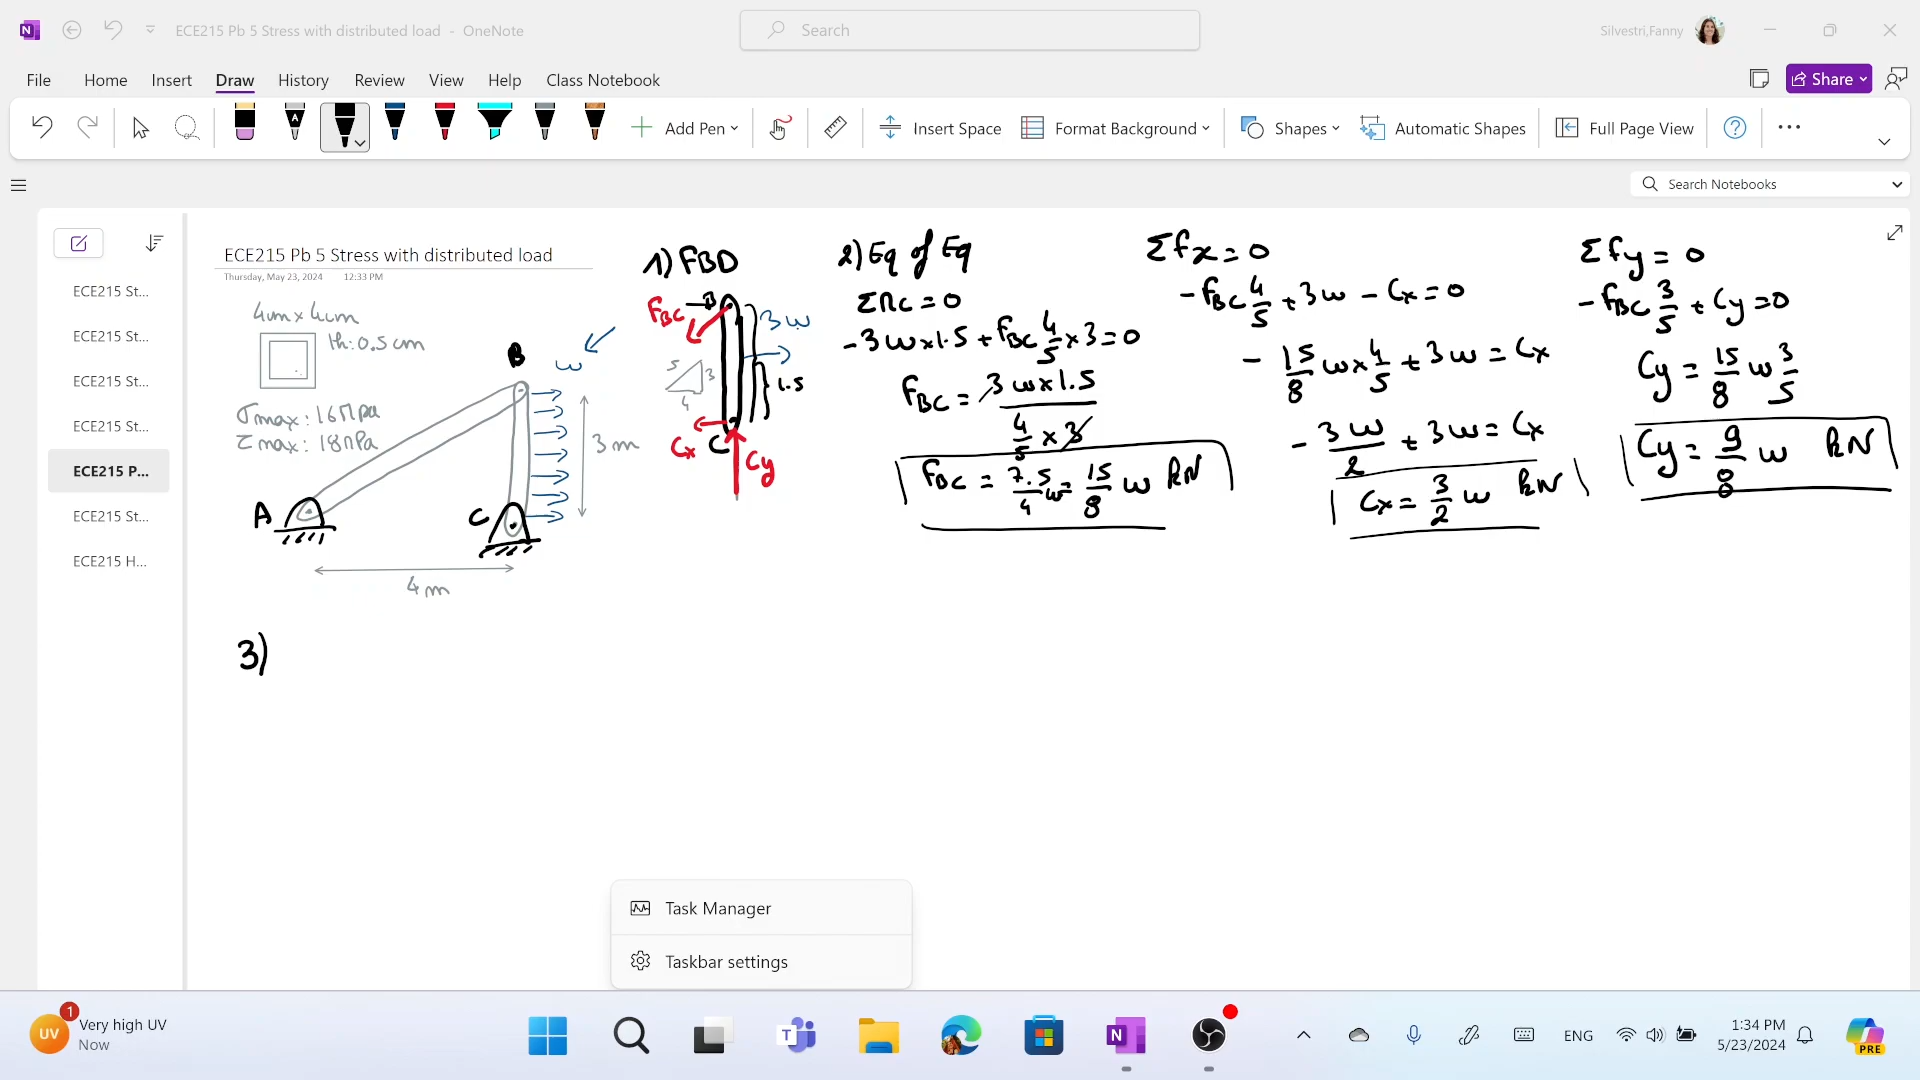 ECE215 Pb 5 Stress with distributed load - OneNote
Search
Silvestri,Fanny
File Home Insert Draw History Review View Help Class Notebook
Share
Add Pen
Insert Space
Format Background
Shapes
Automatic Shapes
Full Page View
Search Notebooks
ECE215 St...
ECE215 St...
ECE215 St...
ECE215 St...
ECE215 P...
ECE215 St...
ECE215 H...
ECE215 Pb 5 Stress with distributed load
Thursday, May 23, 2024 12:33 PM
4cm x 4cm
th: 0.5 cm
σmax: 16MPa
τmax: 18MPa
B
w
3 m
A
C
4 m
1) FBD
B
FBC
3w
5
3
4
1.5
Cx
C
Cy
2) Eq of Eq
ΣMc = 0
-3w x 1.5 + FBC 4/5 x 3 = 0
FBC = 3w x 1.5 / 4/5 x 3
FBC = 7.5/4 w = 15/8 w kN
Σfx = 0
-FBC 4/5 + 3w - Cx = 0
- 15/8 w x 4/5 + 3w = Cx
- 3w/2 + 3w = Cx
Cx = 3/2 w kN
Σfy = 0
-FBC 3/5 + Cy = 0
Cy = 15/8 w 3/5
Cy = 9/8 w kN
3)
Task Manager
Taskbar settings
UV
1
Very high UV
Now
ENG
1:34 PM
5/23/2024
PRE